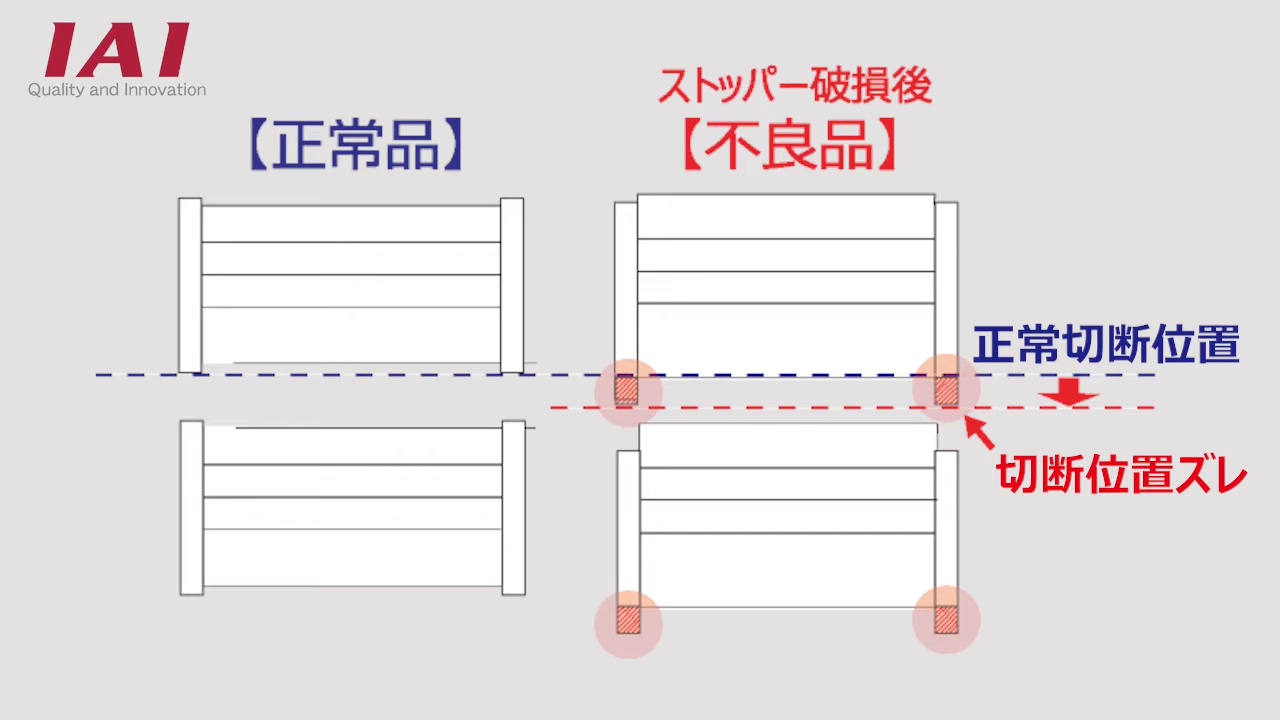 IAI
Quality and Innovation
ストッパー破損後
【正常品】
【不良品】
正常切断位置
切断位置ズレ